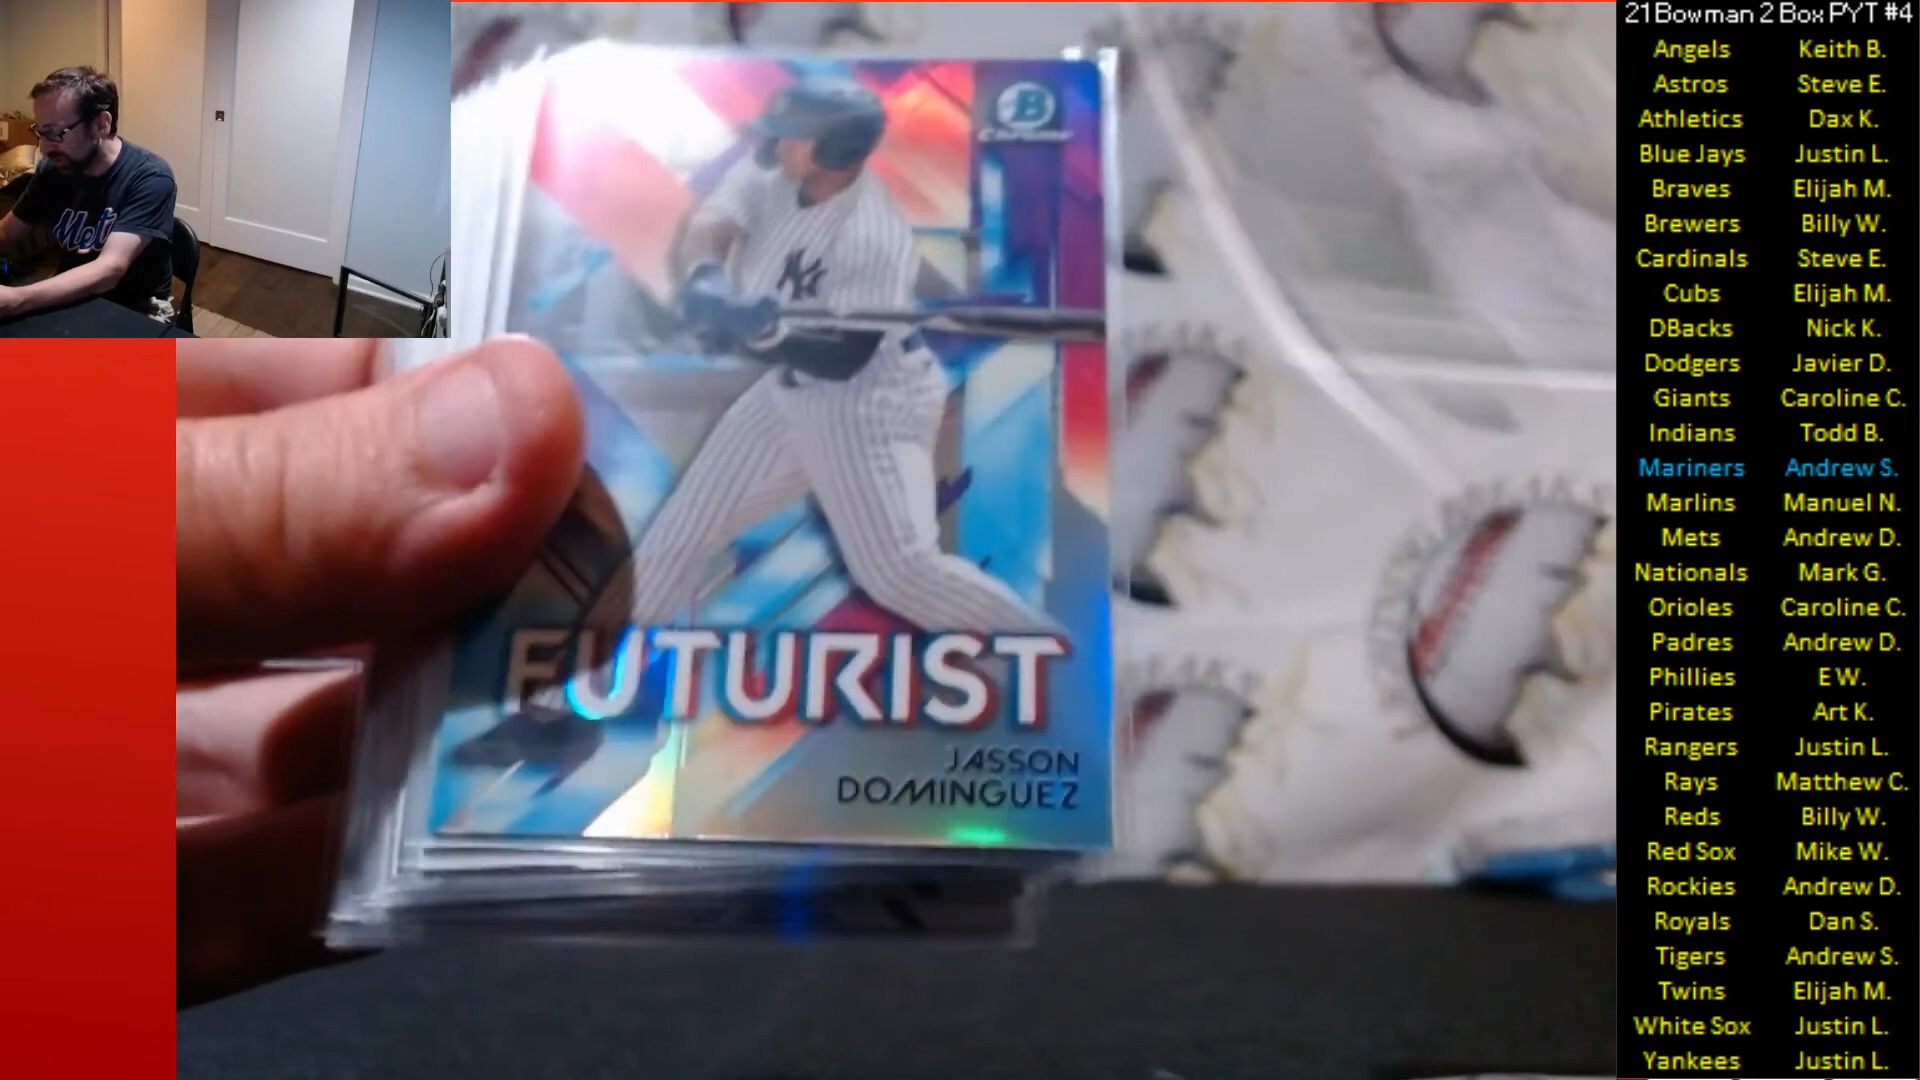 21 Bowman 2 Box PYT #4
Angels Keith B.
Astros Steve E.
Athletics Dax K.
Blue Jays Justin L.
Braves Elijah M.
Brewers Billy W.
Cardinals Steve E.
Cubs Elijah M.
DBacks Nick K.
Dodgers Javier D.
Giants Caroline C.
Indians Todd B.
Mariners Andrew S.
Marlins Manuel N.
Mets Andrew D.
Nationals Mark G.
Orioles Caroline C.
Padres Andrew D.
Phillies E W.
Pirates Art K.
Rangers Justin L.
Rays Matthew C.
Reds Billy W.
Red Sox Mike W.
Rockies Andrew D.
Royals Dan S.
Tigers Andrew S.
Twins Elijah M.
White Sox Justin L.
Yankees Justin L.
B
Chrome
NY
FUTURIST
JASSON
DOMINGUEZ
Met